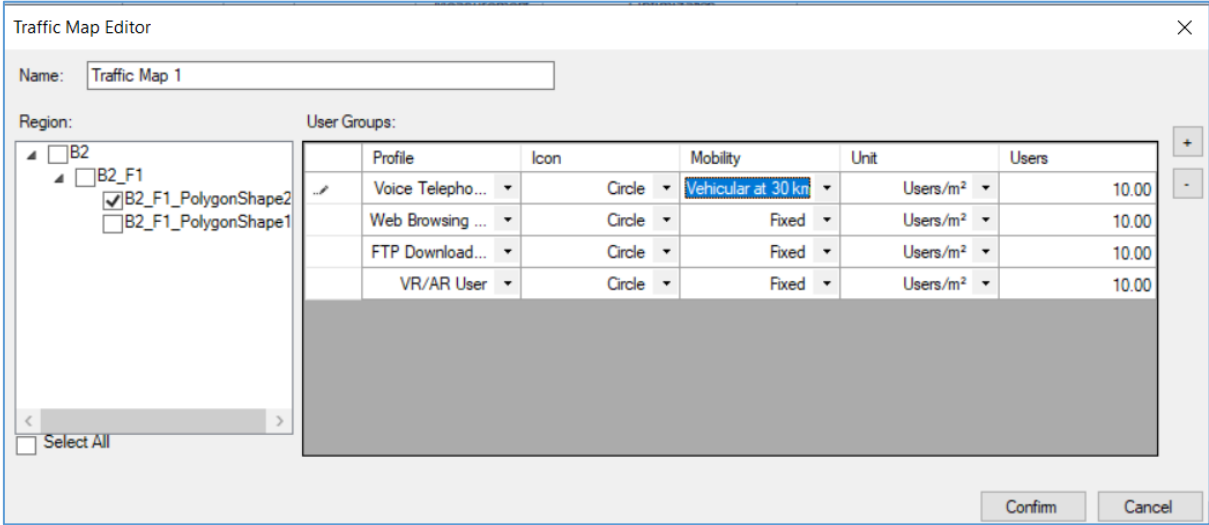 Traffic Map Editor
Name: Traffic Map 1
Region: User Groups:
B2
B2_F1
B2_F1_PolygonShape2
B2_F1_PolygonShape1
Select All
Profile Icon Mobility Unit Users
Voice Telepho... Circle Vehicular at 30 km Users/m² 10.00
Web Browsing ... Circle Fixed Users/m² 10.00
FTP Download... Circle Fixed Users/m² 10.00
VR/AR User Circle Fixed Users/m² 10.00
+
-
Confirm Cancel